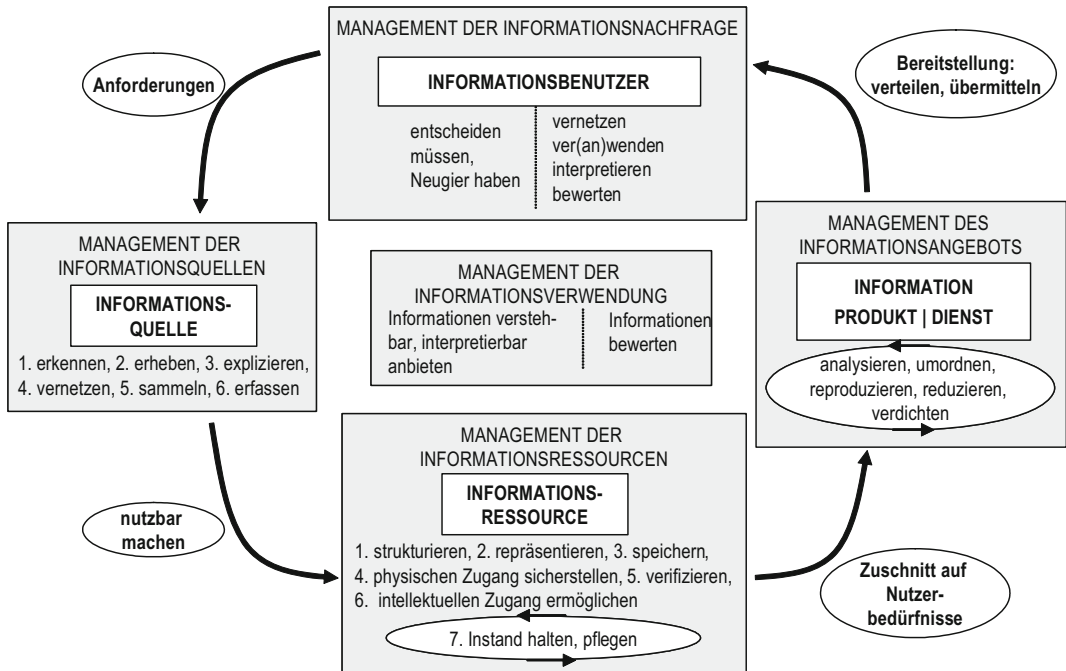 MANAGEMENT DER INFORMATIONSNACHFRAGE
INFORMATIONSBENUTZER
entscheiden
müssen,
Neugier haben
vernetzen
ver(an)wenden
interpretieren
bewerten
Anforderungen
Bereitstellung:
verteilen, übermitteln
MANAGEMENT DER
INFORMATIONSQUELLEN
INFORMATIONS-
QUELLE
1. erkennen, 2. erheben, 3. explizieren,
4. vernetzen, 5. sammeln, 6. erfassen
MANAGEMENT DER
INFORMATIONSVERWENDUNG
Informationen versteh-
bar, interpretierbar
anbieten
Informationen
bewerten
MANAGEMENT DES
INFORMATIONSANGEBOTS
INFORMATION
PRODUKT | DIENST
analysieren, umordnen,
reproduzieren, reduzieren,
verdichten
nutzbar
machen
MANAGEMENT DER
INFORMATIONSRESSOURCEN
INFORMATIONS-
RESSOURCE
1. strukturieren, 2. repräsentieren, 3. speichern,
4. physischen Zugang sicherstellen, 5. verifizieren,
6. intellektuellen Zugang ermöglichen
7. Instand halten, pflegen
Zuschnitt auf
Nutzer-
bedürfnisse